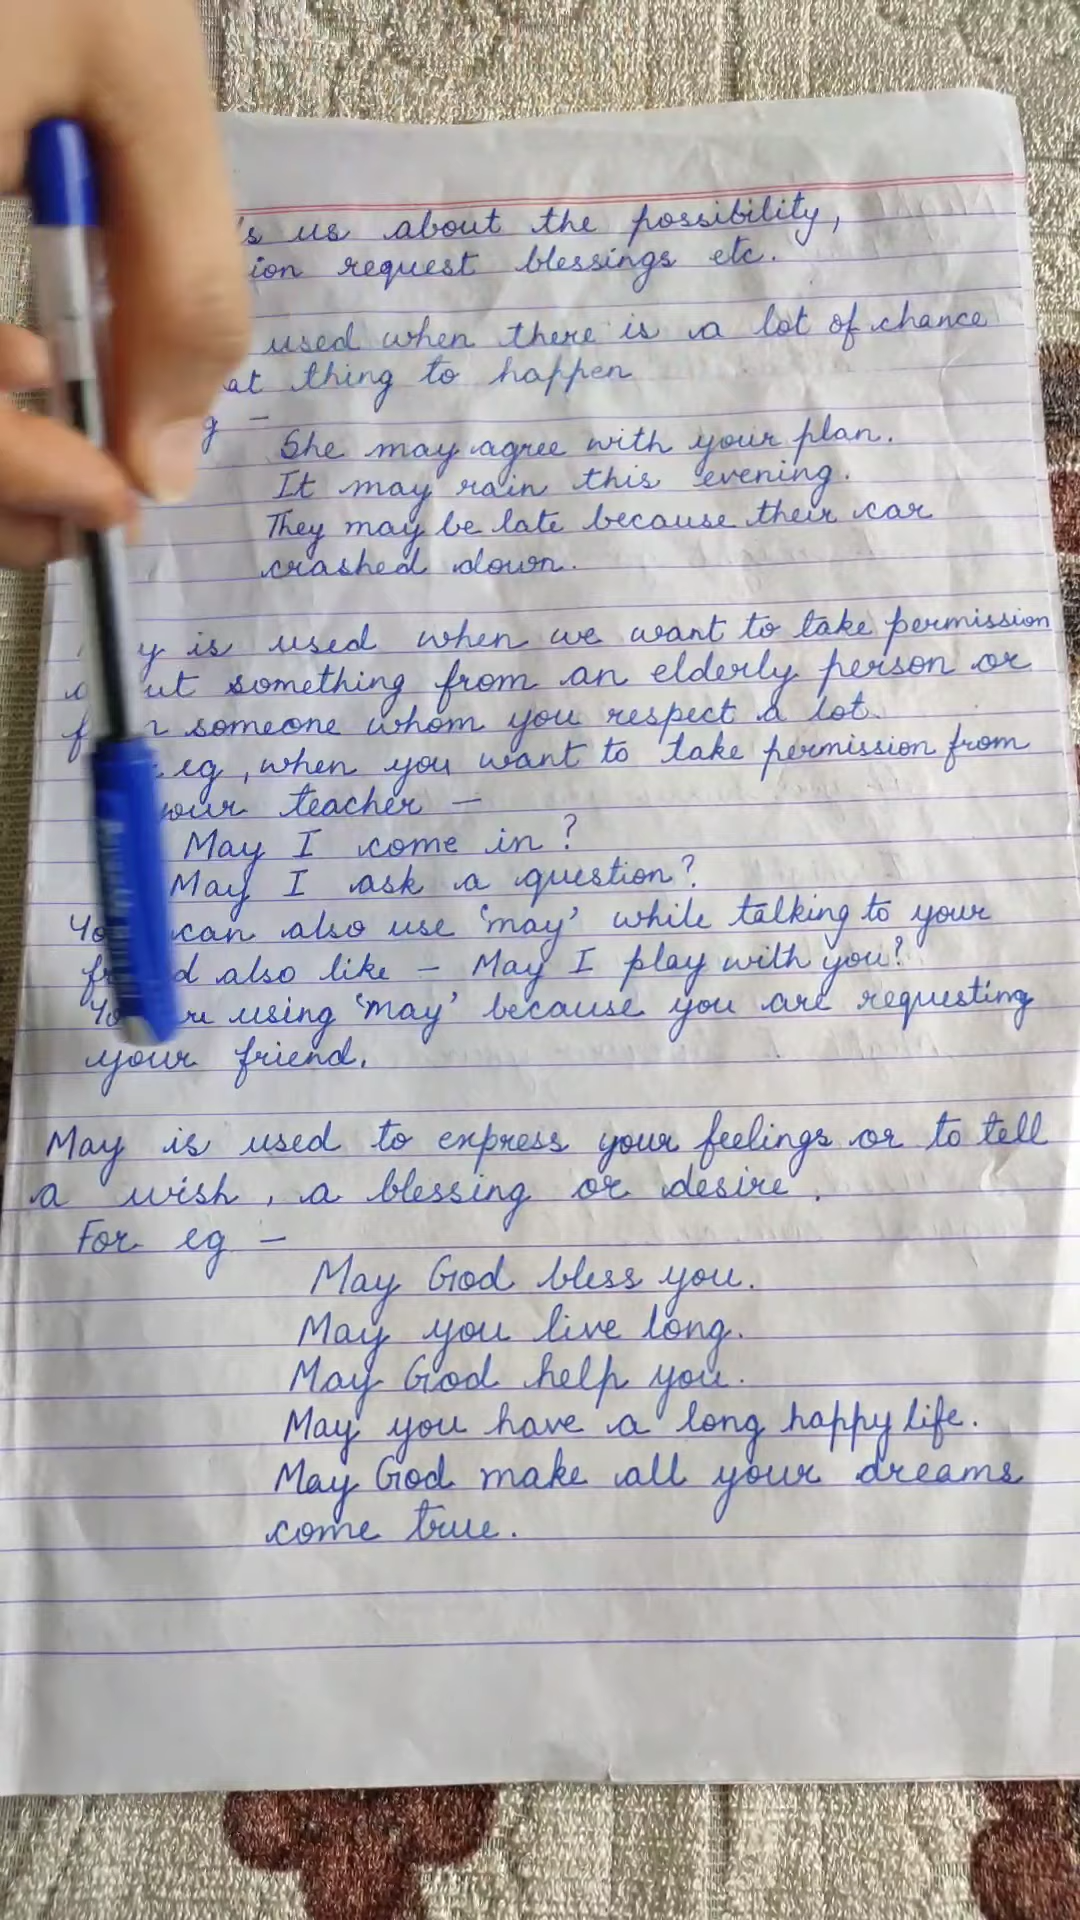 us about the possibility,
request blessings etc.
used when there is a lot of chance
thing to happen
She may agree with your plan.
It may rain this evening.
They may be late because their car
crashed down.
is used when we want to take permission
something from an elderly person or
someone whom you respect a lot.
eg, when you want to take permission from
teacher -
May I come in?
May I ask a question?
can also use 'may' while talking to your
also like - May I play with you?
using 'may' because you are requesting
your friend.
May is used to express your feelings or to tell
a wish, a blessing or desire.
For eg -
May God bless you.
May you live long.
May God help you.
May you have a long happy life.
May God make all your dreams
come true.